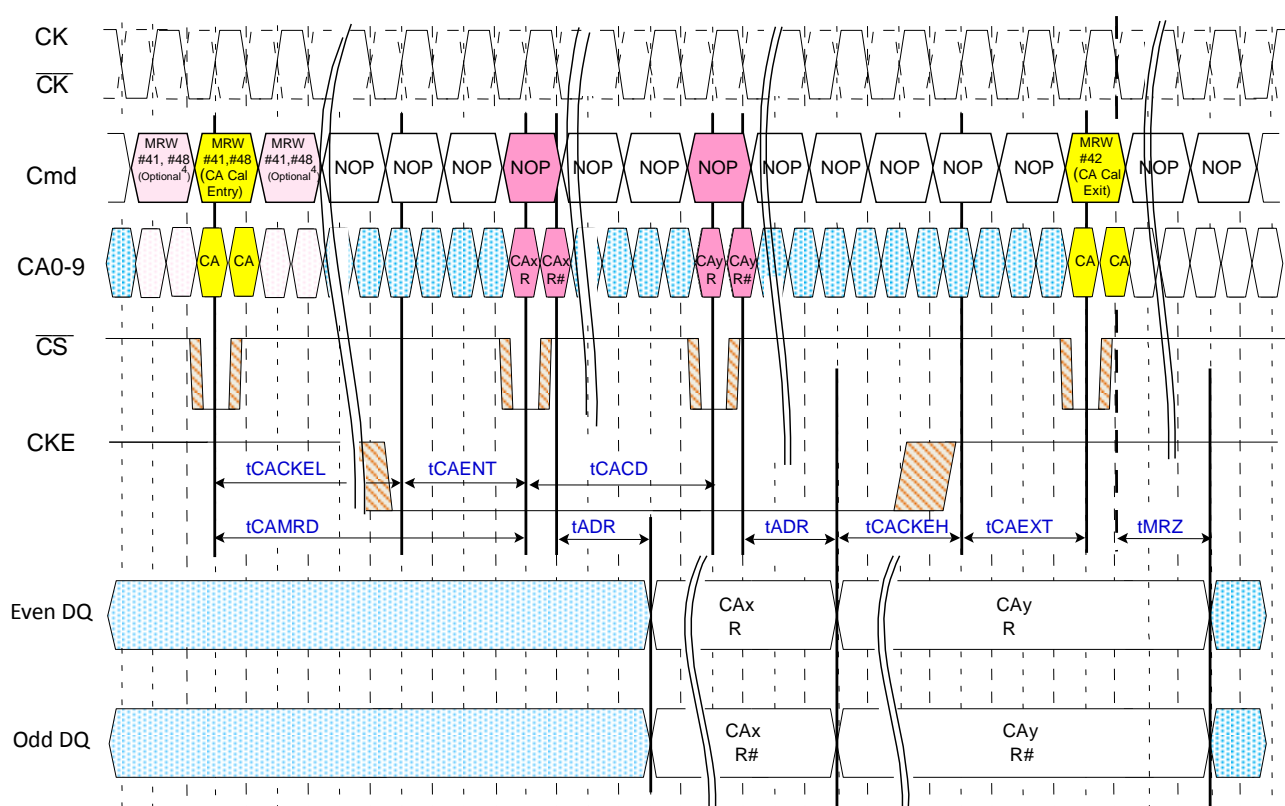 CK
CK
Cmd
MRW
#41, #48
(Optional4)
MRW
#41,#48
(CA Cal
Entry)
MRW
#41,#48
(Optional4,
NOP
NOP
NOP
NOP
NOP
NOP
NOP
NOP
NOP
NOP
NOP
MRW
#42
(CA Cal
Exit)
NOP
NOP
CA0-9
CA
CA
CAx
R
CAx
R#
CAy
R
CAy
R#
CA
CA
CS
CKE
tCACKEL
tCAENT
tCACD
tCAMRD
tADR
tADR
tCACKEH
tCAEXT
tMRZ
Even DQ
CAx
R
CAy
R
Odd DQ
CAx
R#
CAy
R#